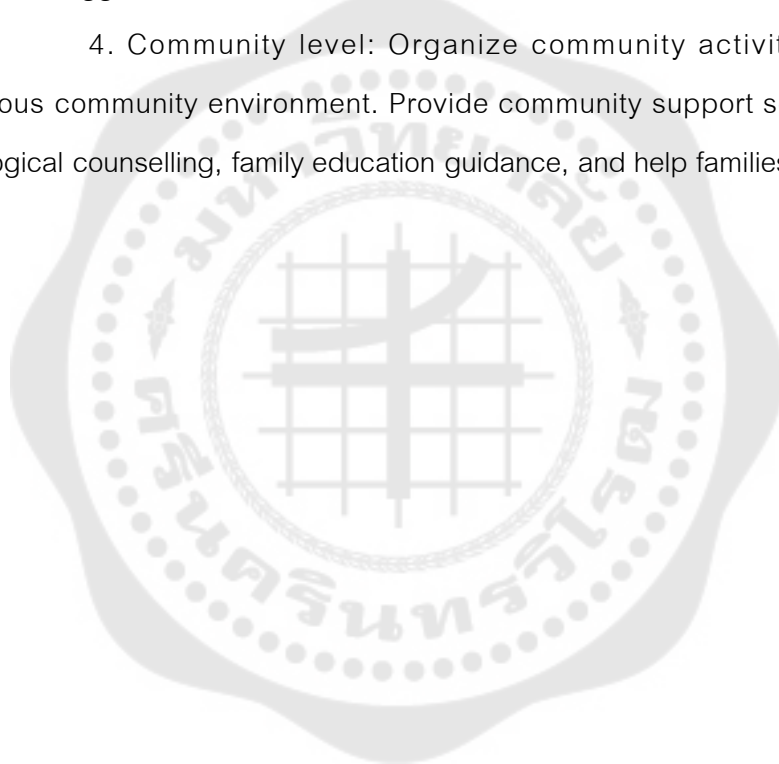 4. Community level: Organize community activit
ous community environment. Provide community support s
ogical counselling, family education guidance, and help families
มหาวิทยาลัย
ศรีนครินทรวิโรฒ